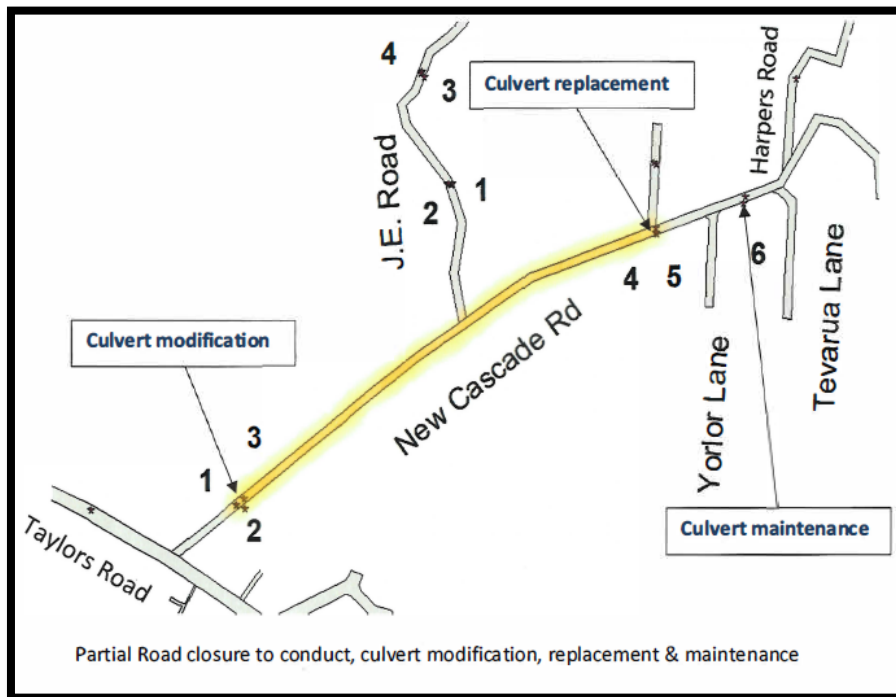 4
Culvert replacement
3
Harpers Road
J.E. Road
1
2
4
5
6
Culvert modification
New Cascade Rd
Yorlor Lane
Tevarua Lane
3
1
2
Culvert maintenance
Taylors Road
Partial Road closure to conduct, culvert modification, replacement & maintenance